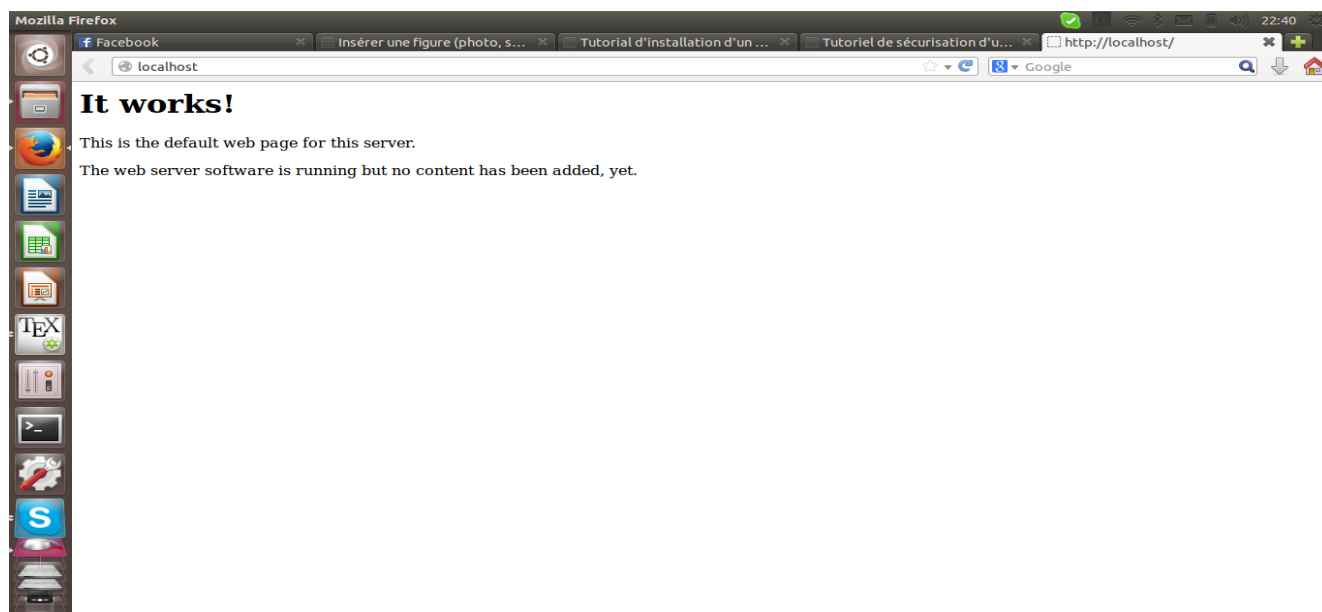 Mozilla Firefox 22:40
Facebook Insérer une figure (photo, s... Tutorial d'installation d'un ... Tutoriel de sécurisation d'u... http://localhost/
localhost 8 Google
It works!
This is the default web page for this server.
The web server software is running but no content has been added, yet.
TEX
>_
S